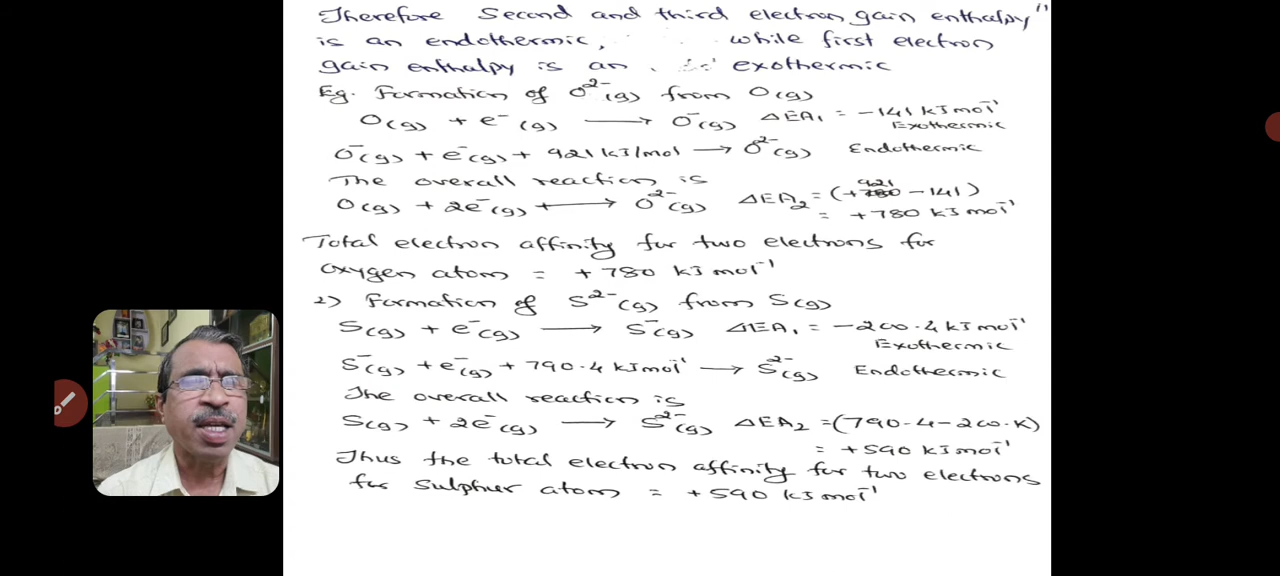 Therefore Second and third electron gain enthalpy
is an endothermic, while first electron
gain enthalpy is an exothermic
Eg. Formation of O²⁻(g) from O(g)
O(g) + e⁻(g) ⟶ O⁻(g) ΔEA₁ = -141 kJ mol⁻¹
Exothermic
O⁻(g) + e⁻(g) + 921 kJ/mol → O²⁻(g) Endothermic
The overall reaction is
O(g) + 2e⁻(g) ⟶ O²⁻(g) ΔEA₂ = (+921 -141)
= +780 kJ mol⁻¹
Total electron affinity for two electrons for
oxygen atom = +780 kJ mol⁻¹
2) Formation of S²⁻(g) from S(g)
S(g) + e⁻(g) ⟶ S⁻(g) ΔEA₁ = -200.4 kJ mol⁻¹
Exothermic
S⁻(g) + e⁻(g) + 790.4 kJ mol⁻¹ → S²⁻(g) Endothermic
The overall reaction is
S(g) + 2e⁻(g) ⟶ S²⁻(g) ΔEA₂ = (790.4-200.K)
= +590 kJ mol⁻¹
Thus the total electron affinity for two electrons
for Sulphur atom = +590 kJ mol⁻¹